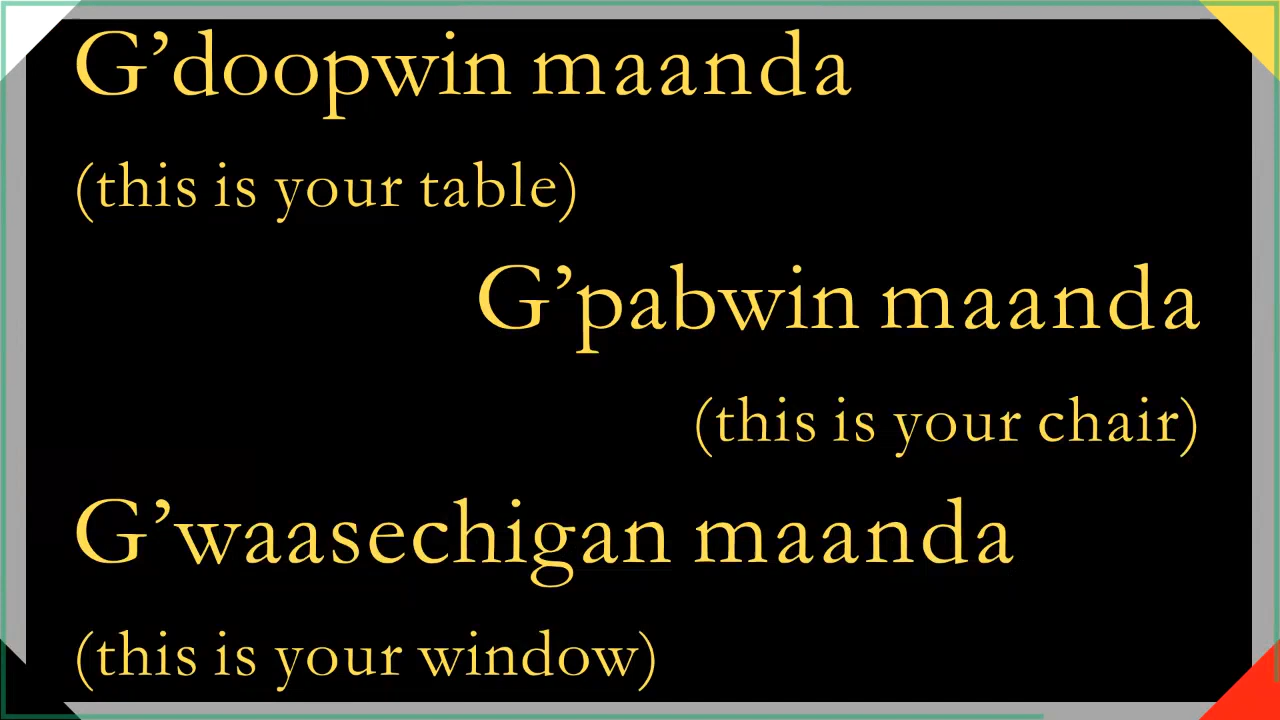 G’doopwin maanda
(this is your table)
G’pabwin maanda
(this is your chair)
G’waasechigan maanda
(this is your window)